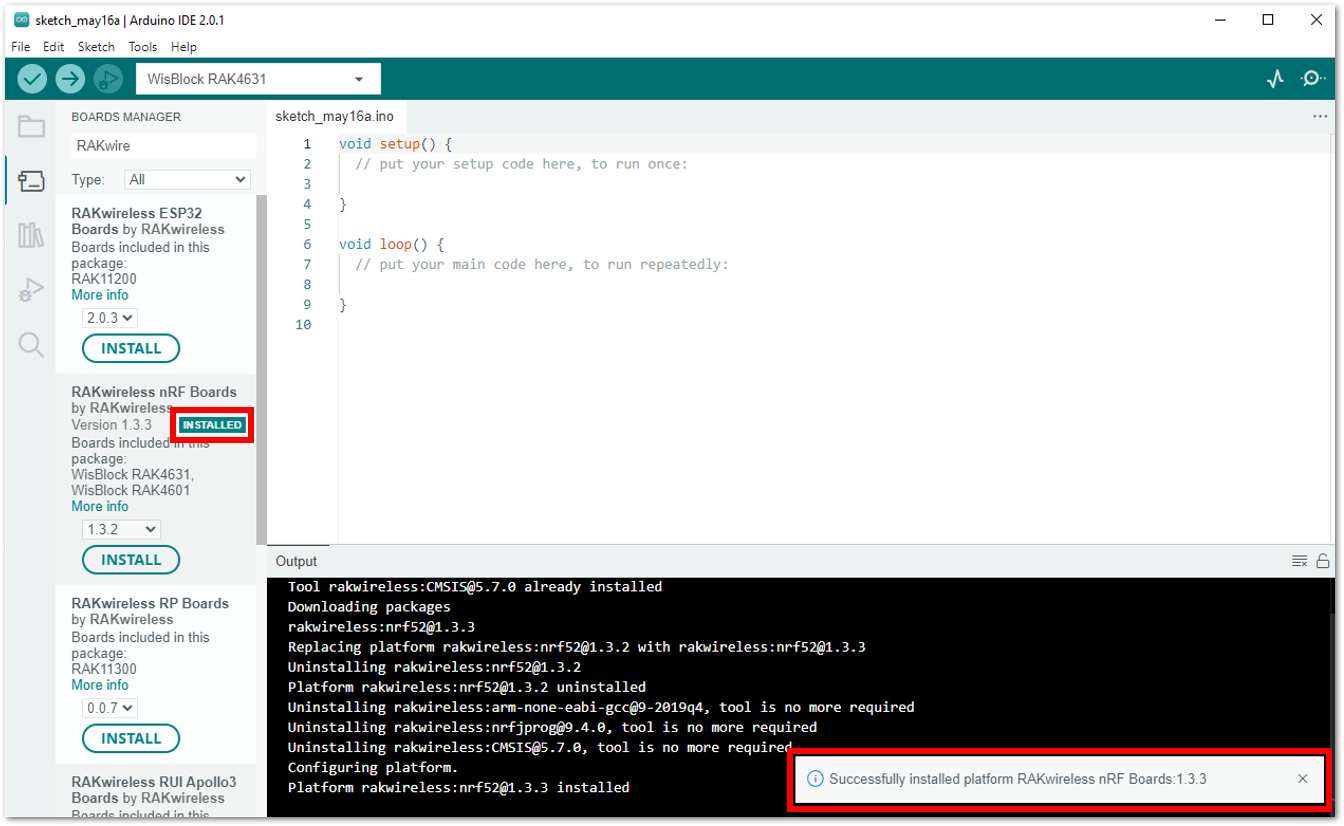 sketch_may16a | Arduino IDE 2.0.1
File Edit Sketch Tools Help
WisBlock RAK4631
BOARDS MANAGER
RAKwire
Type: All
RAKwireless ESP32
Boards by RAKwireless
Boards included in this
package:
RAK11200
More info
2.0.3
INSTALL
RAKwireless nRF Boards
by RAKwireless
Version 1.3.3 INSTALLED
Boards included in this
package:
WisBlock RAK4631,
WisBlock RAK4601
More info
1.3.2
INSTALL
RAKwireless RP Boards
by RAKwireless
Boards included in this
package:
RAK11300
More info
0.0.7
INSTALL
RAKwireless RUI Apollo3
Boards by RAKwireless
Boards included in this
sketch_may16a.ino
1 void setup() {
2 // put your setup code here, to run once:
3
4 }
5
6 void loop() {
7 // put your main code here, to run repeatedly:
8
9 }
10
Output
Tool rakwireless:CMSIS@5.7.0 already installed
Downloading packages
rakwireless:nrf52@1.3.3
Replacing platform rakwireless:nrf52@1.3.2 with rakwireless:nrf52@1.3.3
Uninstalling rakwireless:nrf52@1.3.2
Platform rakwireless:nrf52@1.3.2 uninstalled
Uninstalling rakwireless:arm-none-eabi-gcc@9-2019q4, tool is no more required
Uninstalling rakwireless:nrfjprog@9.4.0, tool is no more required
Uninstalling rakwireless:CMSIS@5.7.0, tool is no more required
Configuring platform.
Platform rakwireless:nrf52@1.3.3 installed
Successfully installed platform RAKwireless nRF Boards:1.3.3